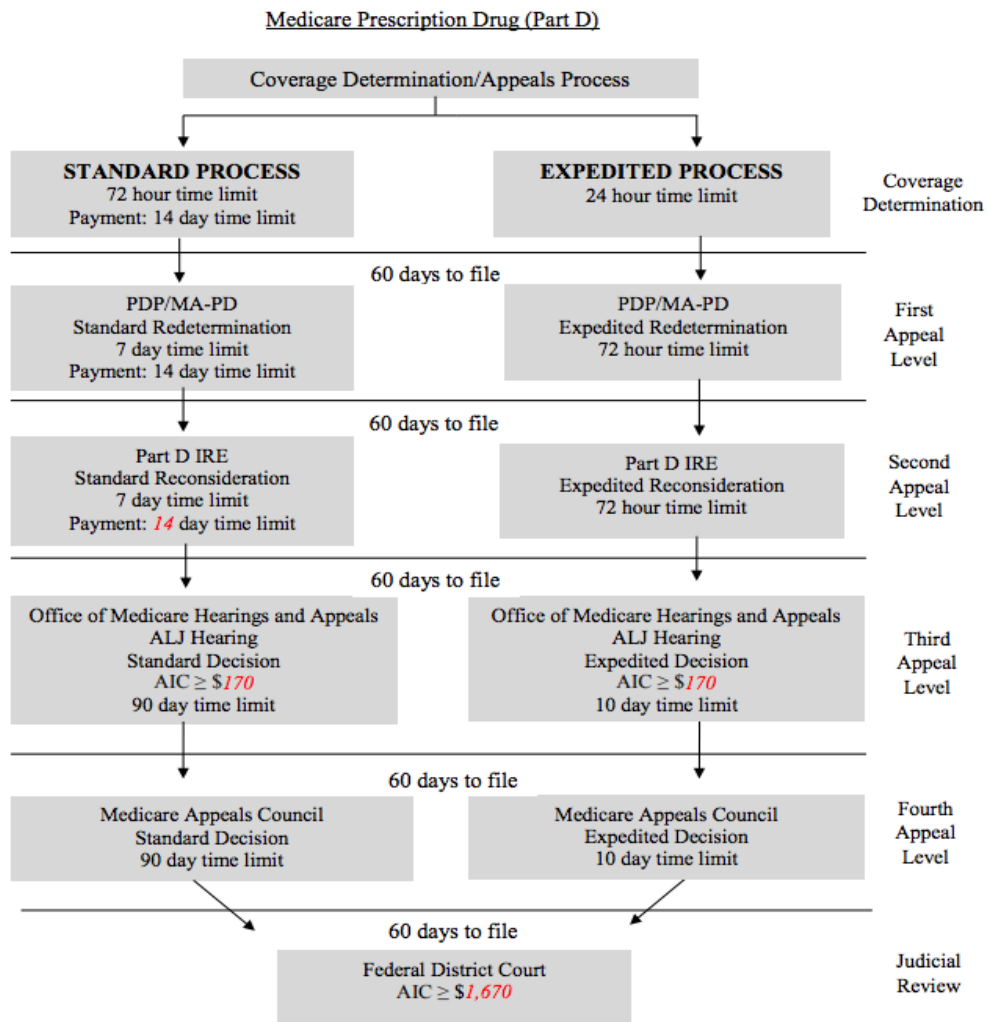 Medicare Prescription Drug (Part D)
Coverage Determination/Appeals Process
STANDARD PROCESS
72 hour time limit
Payment: 14 day time limit
EXPEDITED PROCESS
24 hour time limit
Coverage
Determination
60 days to file
PDP/MA-PD
Standard Redetermination
7 day time limit
Payment: 14 day time limit
PDP/MA-PD
Expedited Redetermination
72 hour time limit
First
Appeal
Level
60 days to file
Part D IRE
Standard Reconsideration
7 day time limit
Payment: 14 day time limit
Part D IRE
Expedited Reconsideration
72 hour time limit
Second
Appeal
Level
60 days to file
Office of Medicare Hearings and Appeals
ALJ Hearing
Standard Decision
AIC ≥ $170
90 day time limit
Office of Medicare Hearings and Appeals
ALJ Hearing
Expedited Decision
AIC ≥ $170
10 day time limit
Third
Appeal
Level
60 days to file
Medicare Appeals Council
Standard Decision
90 day time limit
Medicare Appeals Council
Expedited Decision
10 day time limit
Fourth
Appeal
Level
60 days to file
Federal District Court
AIC ≥ $1,670
Judicial
Review